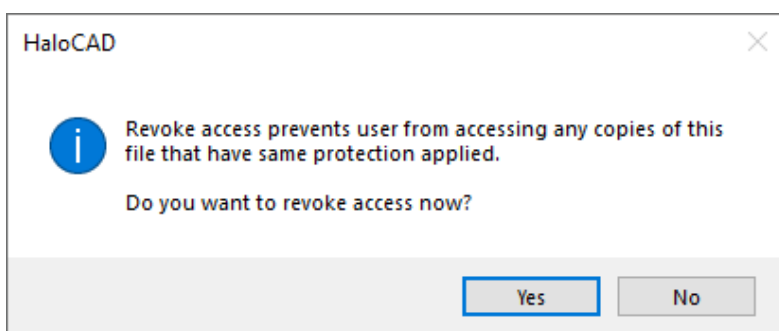 HaloCAD
Revoke access prevents user from accessing any copies of this
file that have same protection applied.
Do you want to revoke access now?
Yes
No